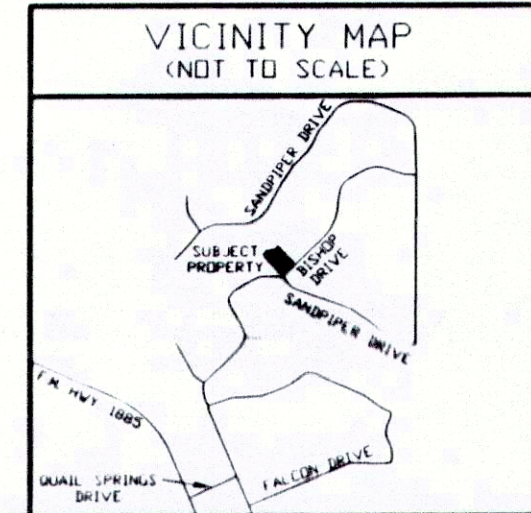 VICINITY MAP
(NOT TO SCALE)
SANDPIPER DRIVE
SUBJECT
PROPERTY
BISHOP
DRIVE
SANDPIPER DRIVE
F.M. HWY 1885
QUAIL SPRINGS
DRIVE
FALCON DRIVE